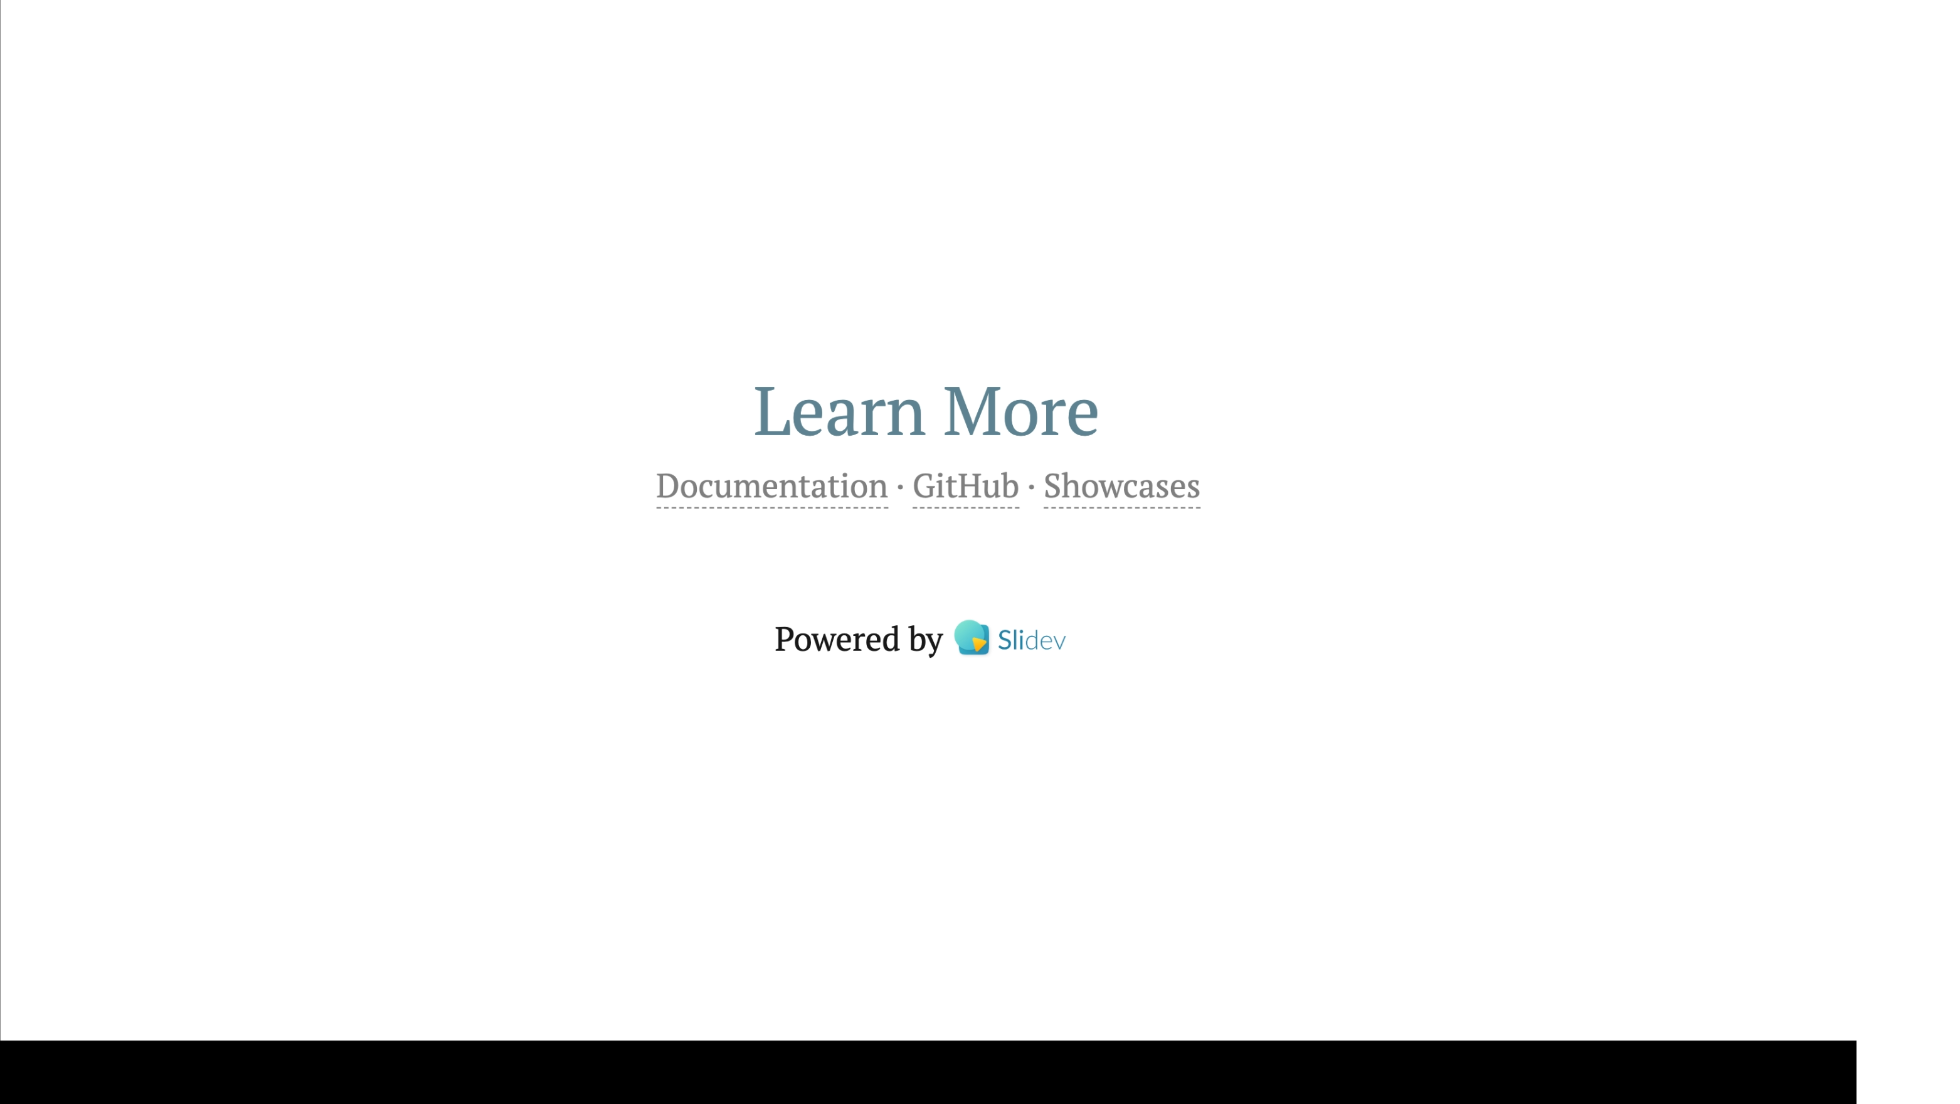 Learn More
Documentation · GitHub · Showcases
Powered by Slidev